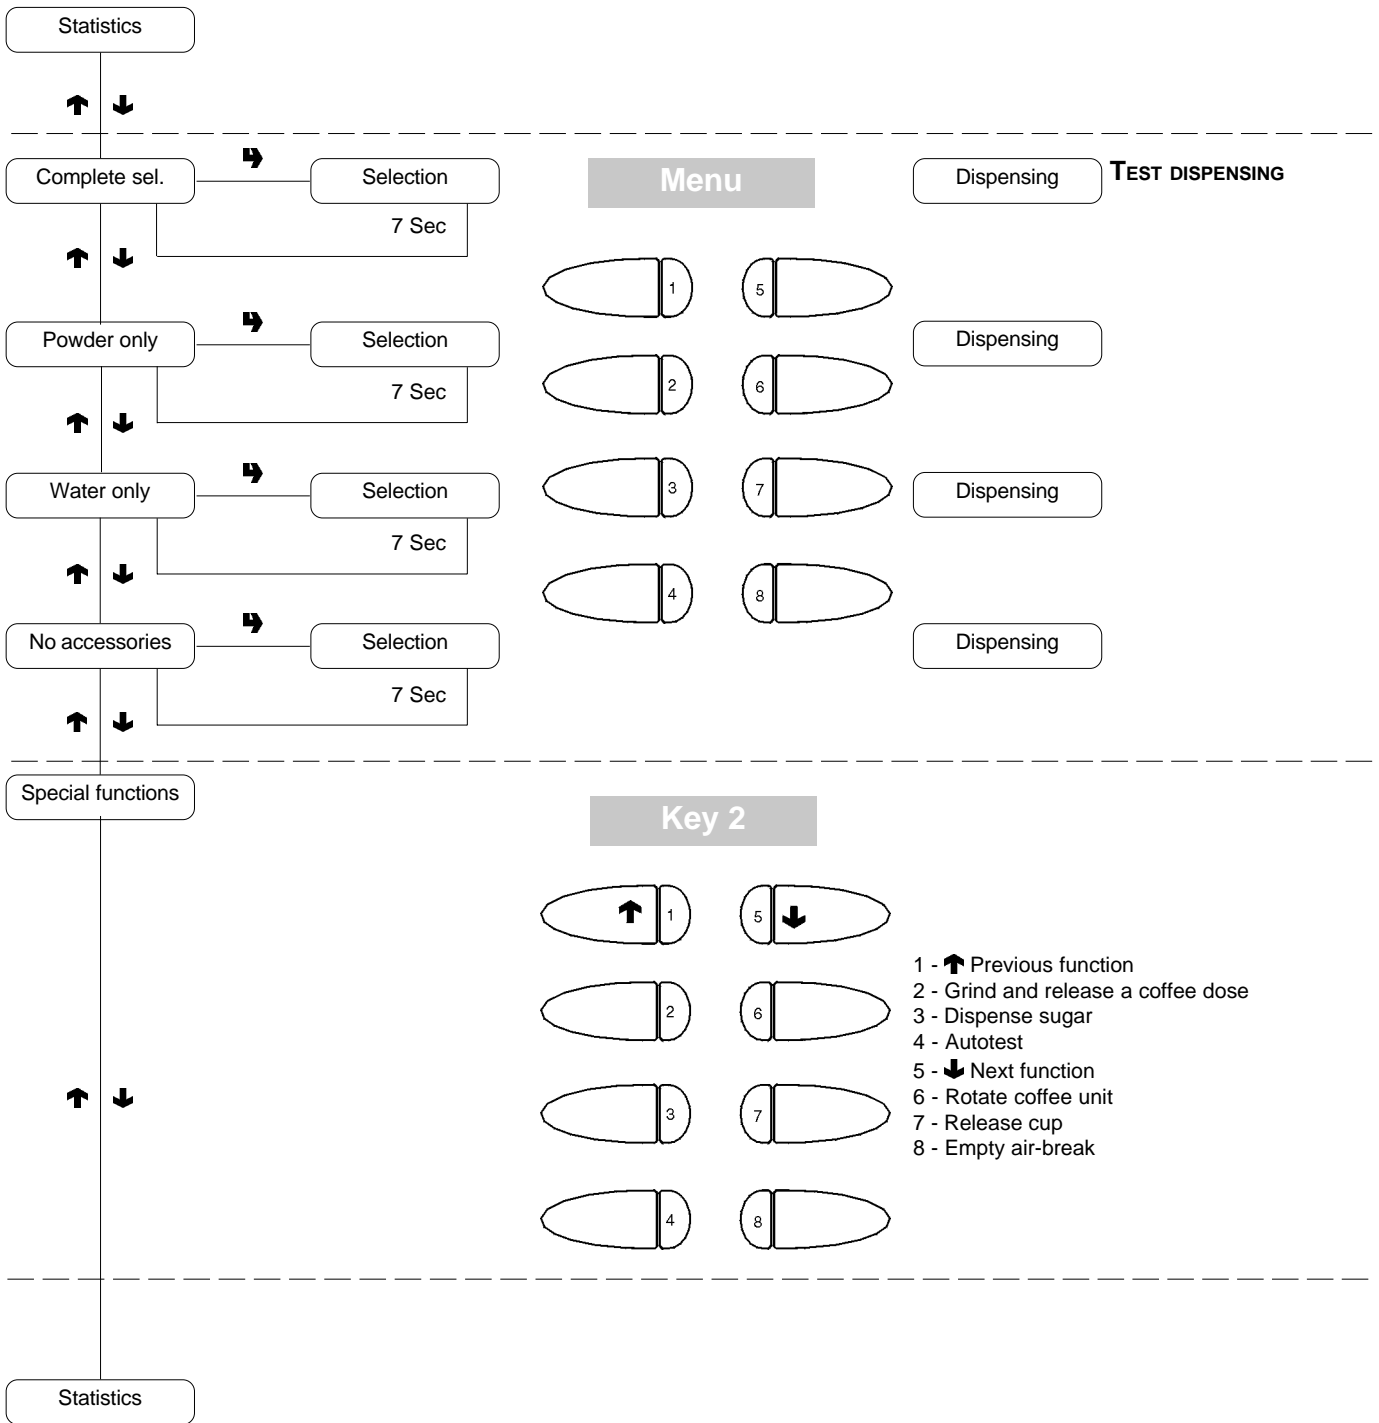 Statistics
Complete sel.
Selection
Menu
Dispensing
TEST DISPENSING
7 Sec
1
5
Powder only
Selection
Dispensing
7 Sec
2
6
Water only
Selection
3
7
Dispensing
7 Sec
4
8
No accessories
Selection
Dispensing
7 Sec
Special functions
Key 2
↑ 1
5 ↓
2
6
3
7
4
8
1 - ↑ Previous function
2 - Grind and release a coffee dose
3 - Dispense sugar
4 - Autotest
5 - ↓ Next function
6 - Rotate coffee unit
7 - Release cup
8 - Empty air-break
Statistics